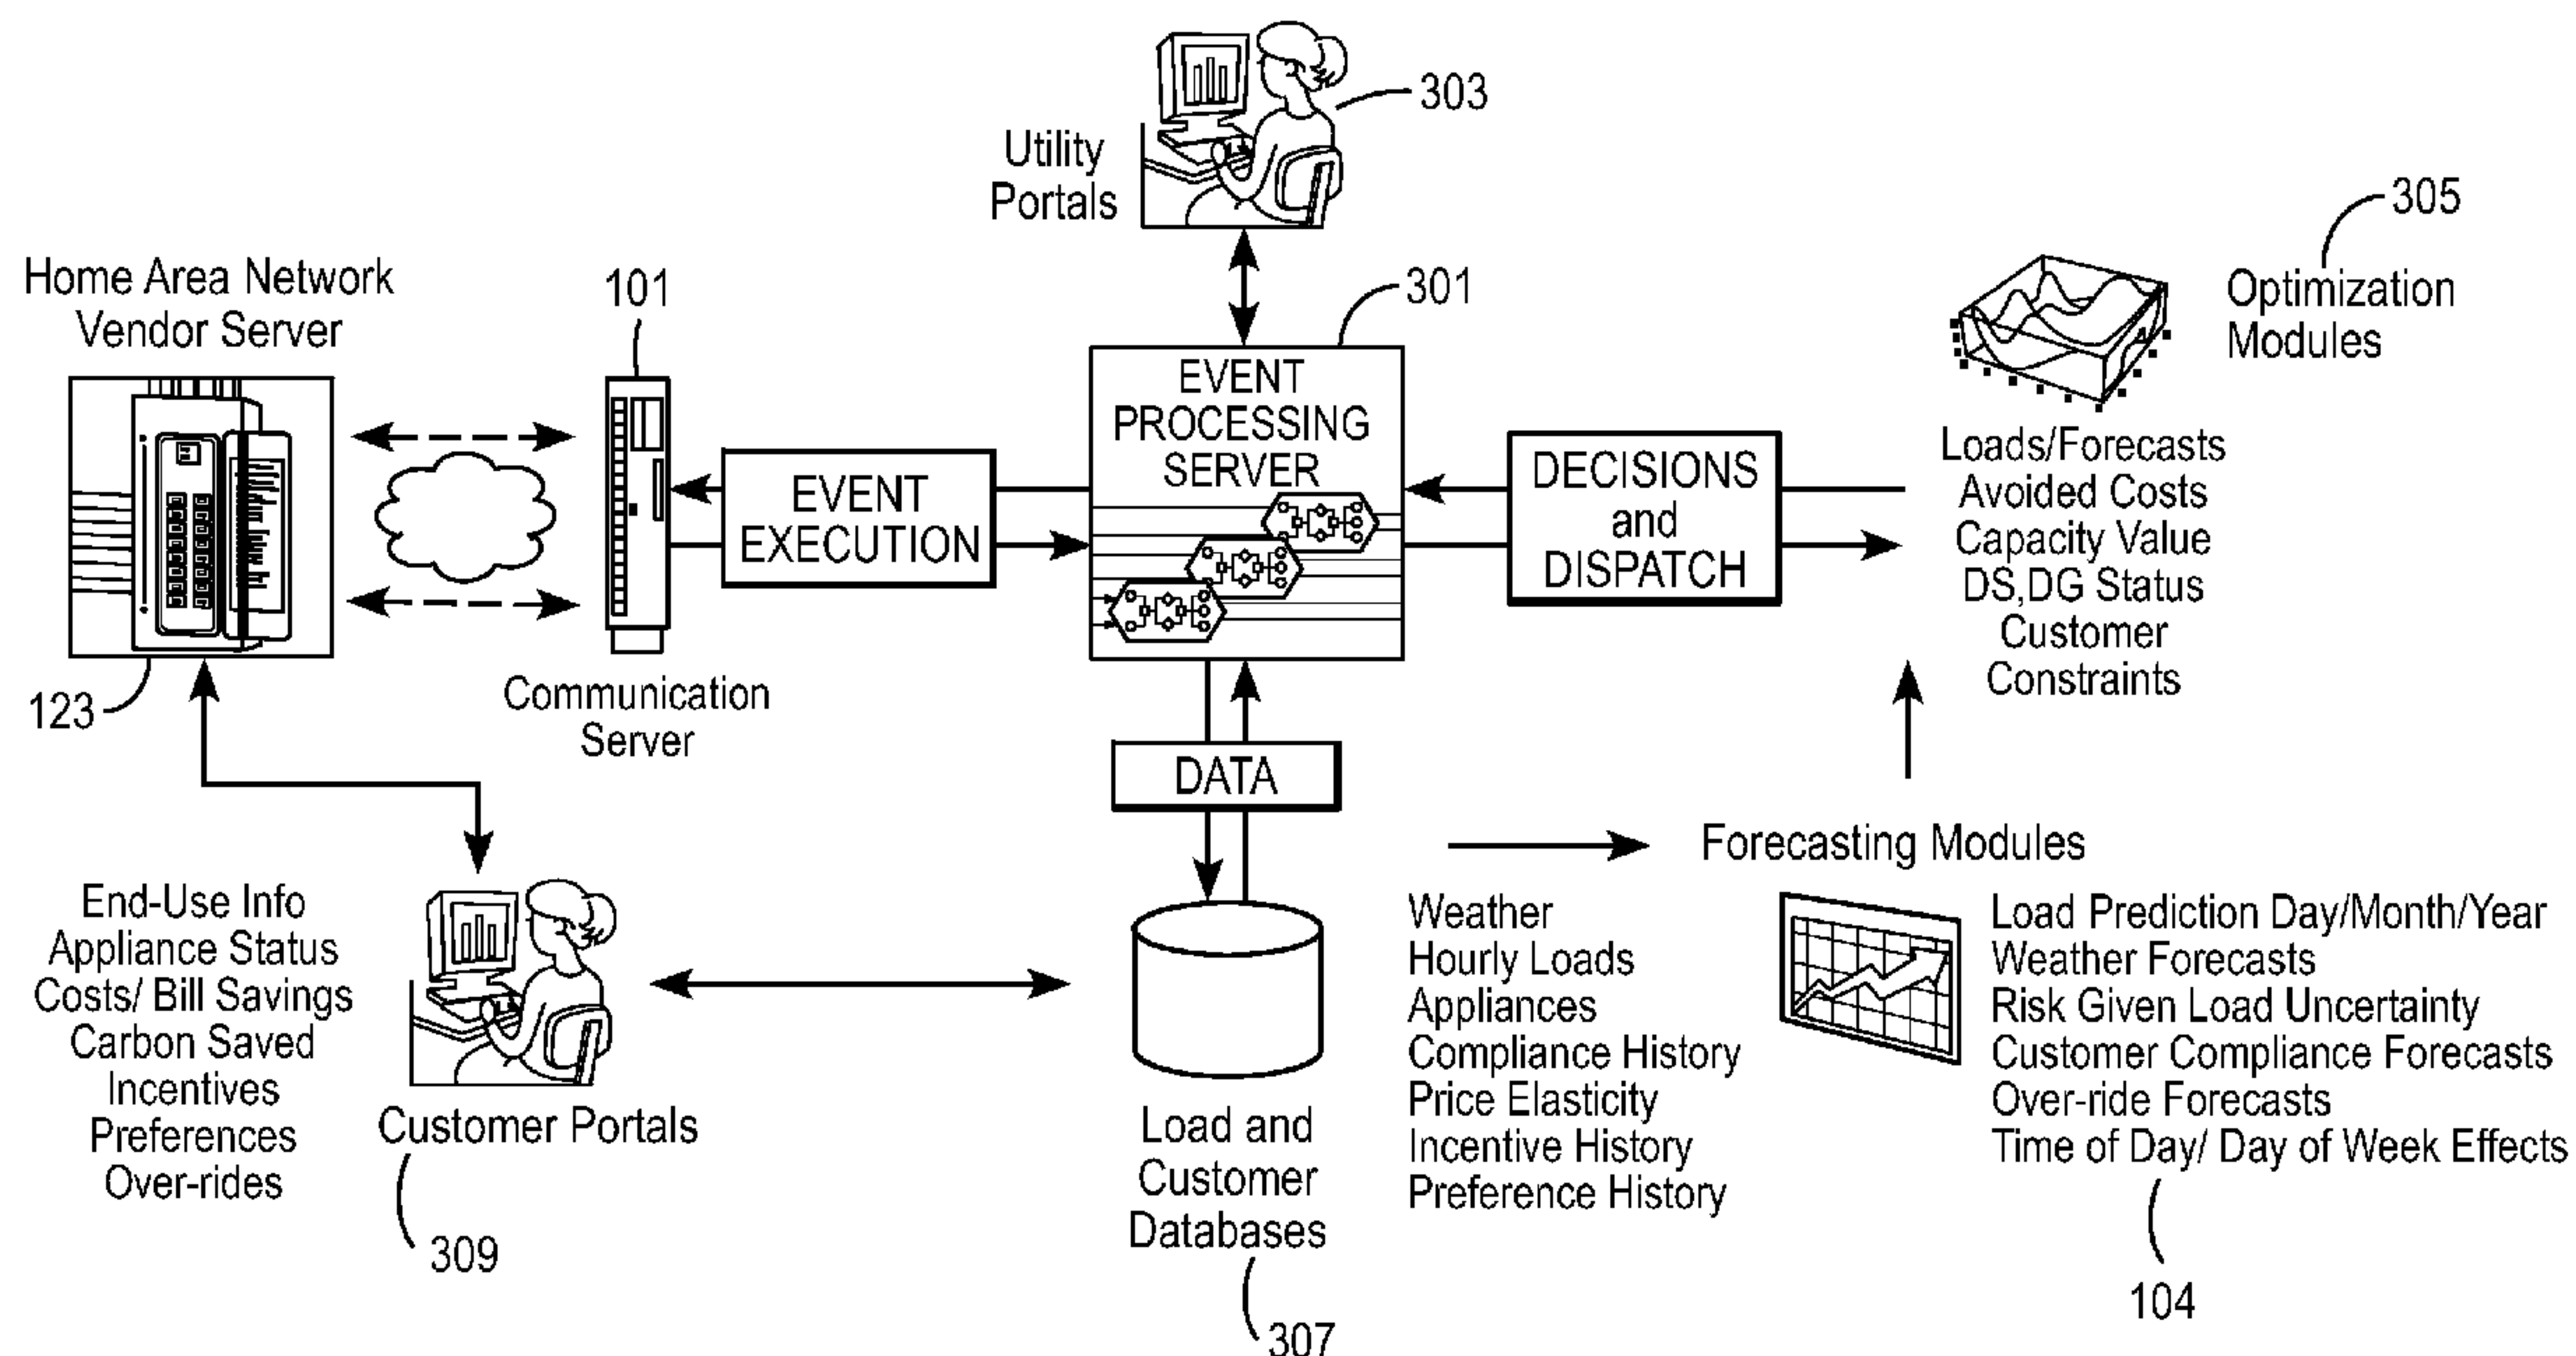 303
Utility
Portals
305
Home Area Network
Vendor Server
101
301
Optimization
Modules
EVENT
PROCESSING
SERVER
EVENT
EXECUTION
DECISIONS
and
DISPATCH
Loads/Forecasts
Avoided Costs
Capacity Value
DS,DG Status
Customer
Constraints
123
Communication
Server
DATA
Forecasting Modules
End-Use Info
Appliance Status
Costs/ Bill Savings
Carbon Saved
Incentives
Preferences
Over-rides
Customer Portals
309
Load and
Customer
Databases
307
Weather
Hourly Loads
Appliances
Compliance History
Price Elasticity
Incentive History
Preference History
Load Prediction Day/Month/Year
Weather Forecasts
Risk Given Load Uncertainty
Customer Compliance Forecasts
Over-ride Forecasts
Time of Day/ Day of Week Effects
104